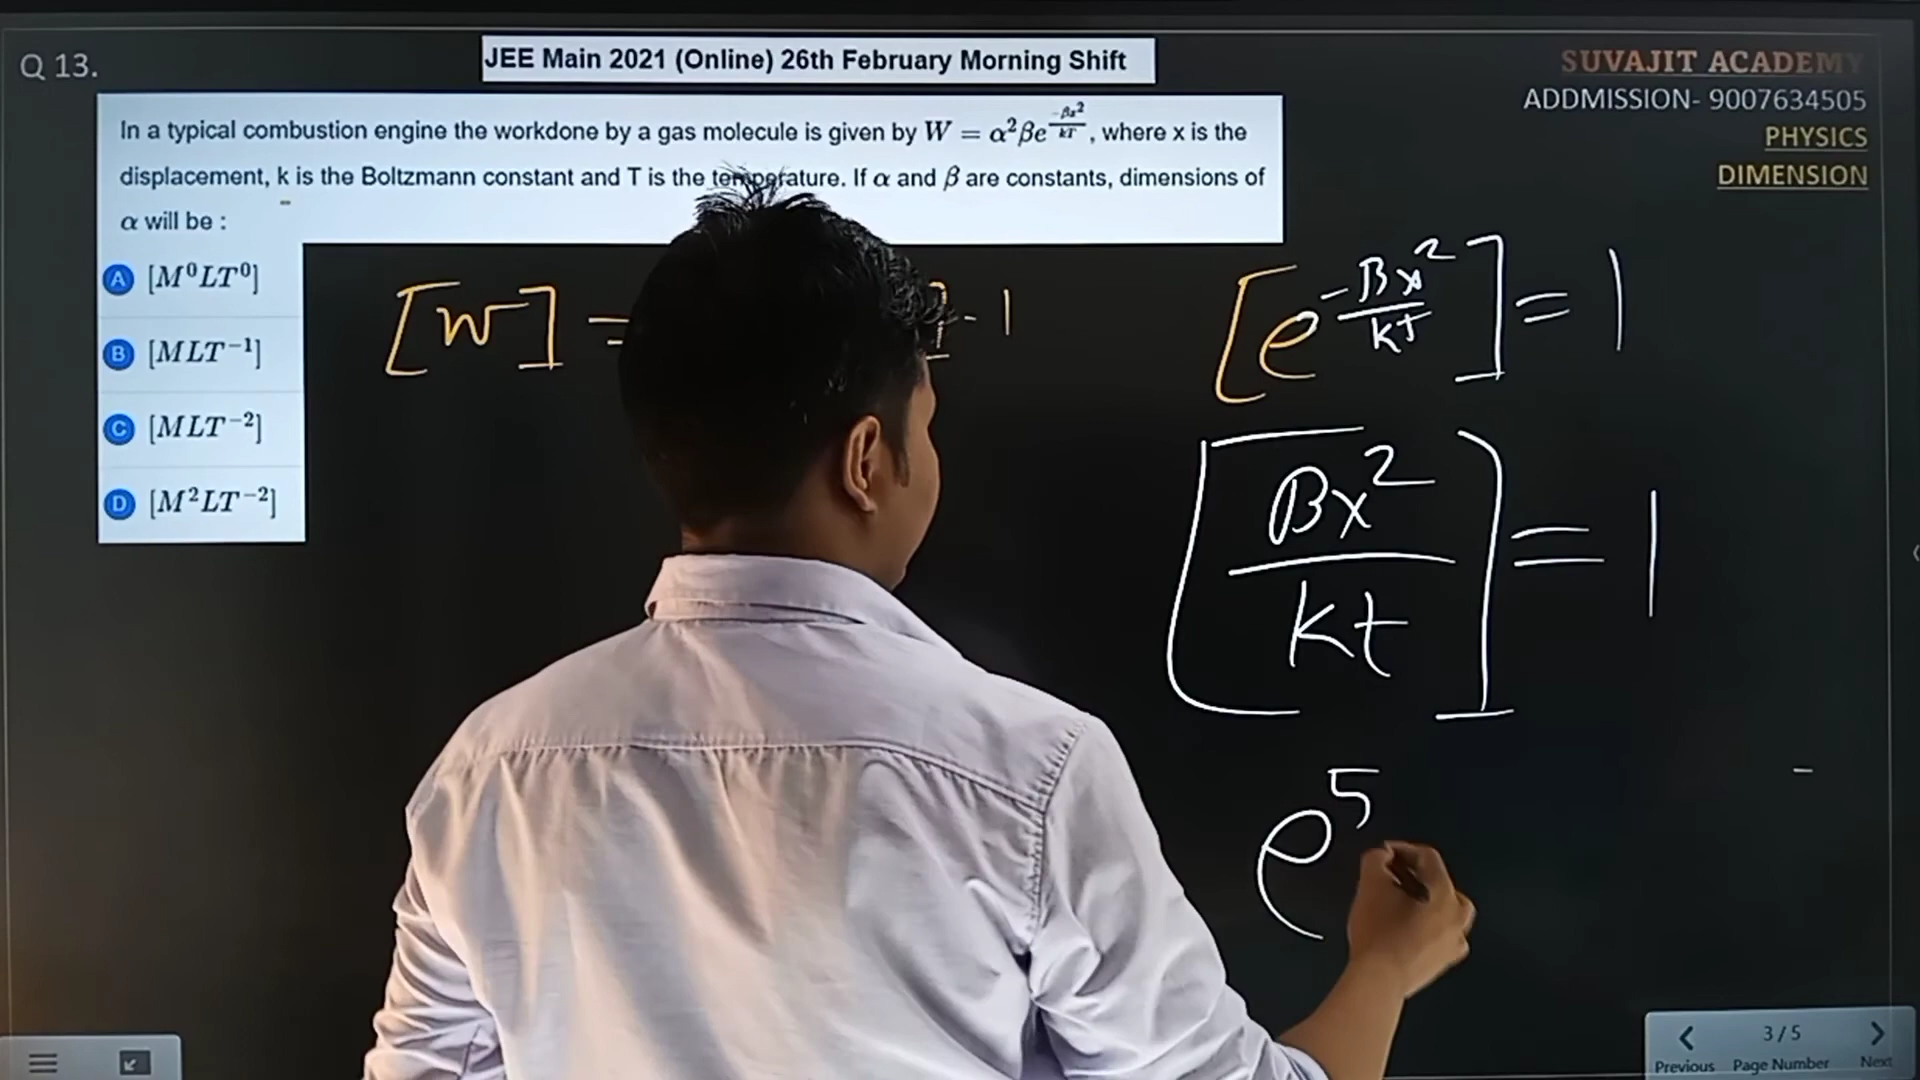 Q 13.
JEE Main 2021 (Online) 26th February Morning Shift
SUVAJIT ACADEMY
ADDMISSION- 9007634505
PHYSICS
DIMENSION
In a typical combustion engine the workdone by a gas molecule is given by W = α²βe^(-βx²/kT), where x is the
displacement, k is the Boltzmann constant and T is the temperature. If α and β are constants, dimensions of
α will be :
A [M⁰LT⁰]
B [MLT⁻¹]
C [MLT⁻²]
D [M²LT⁻²]
[W] = ] · 1
[e^(-βx²/kt)] = 1
[βx²/kt] = 1
e⁵
3 / 5
Previous Page Number Next